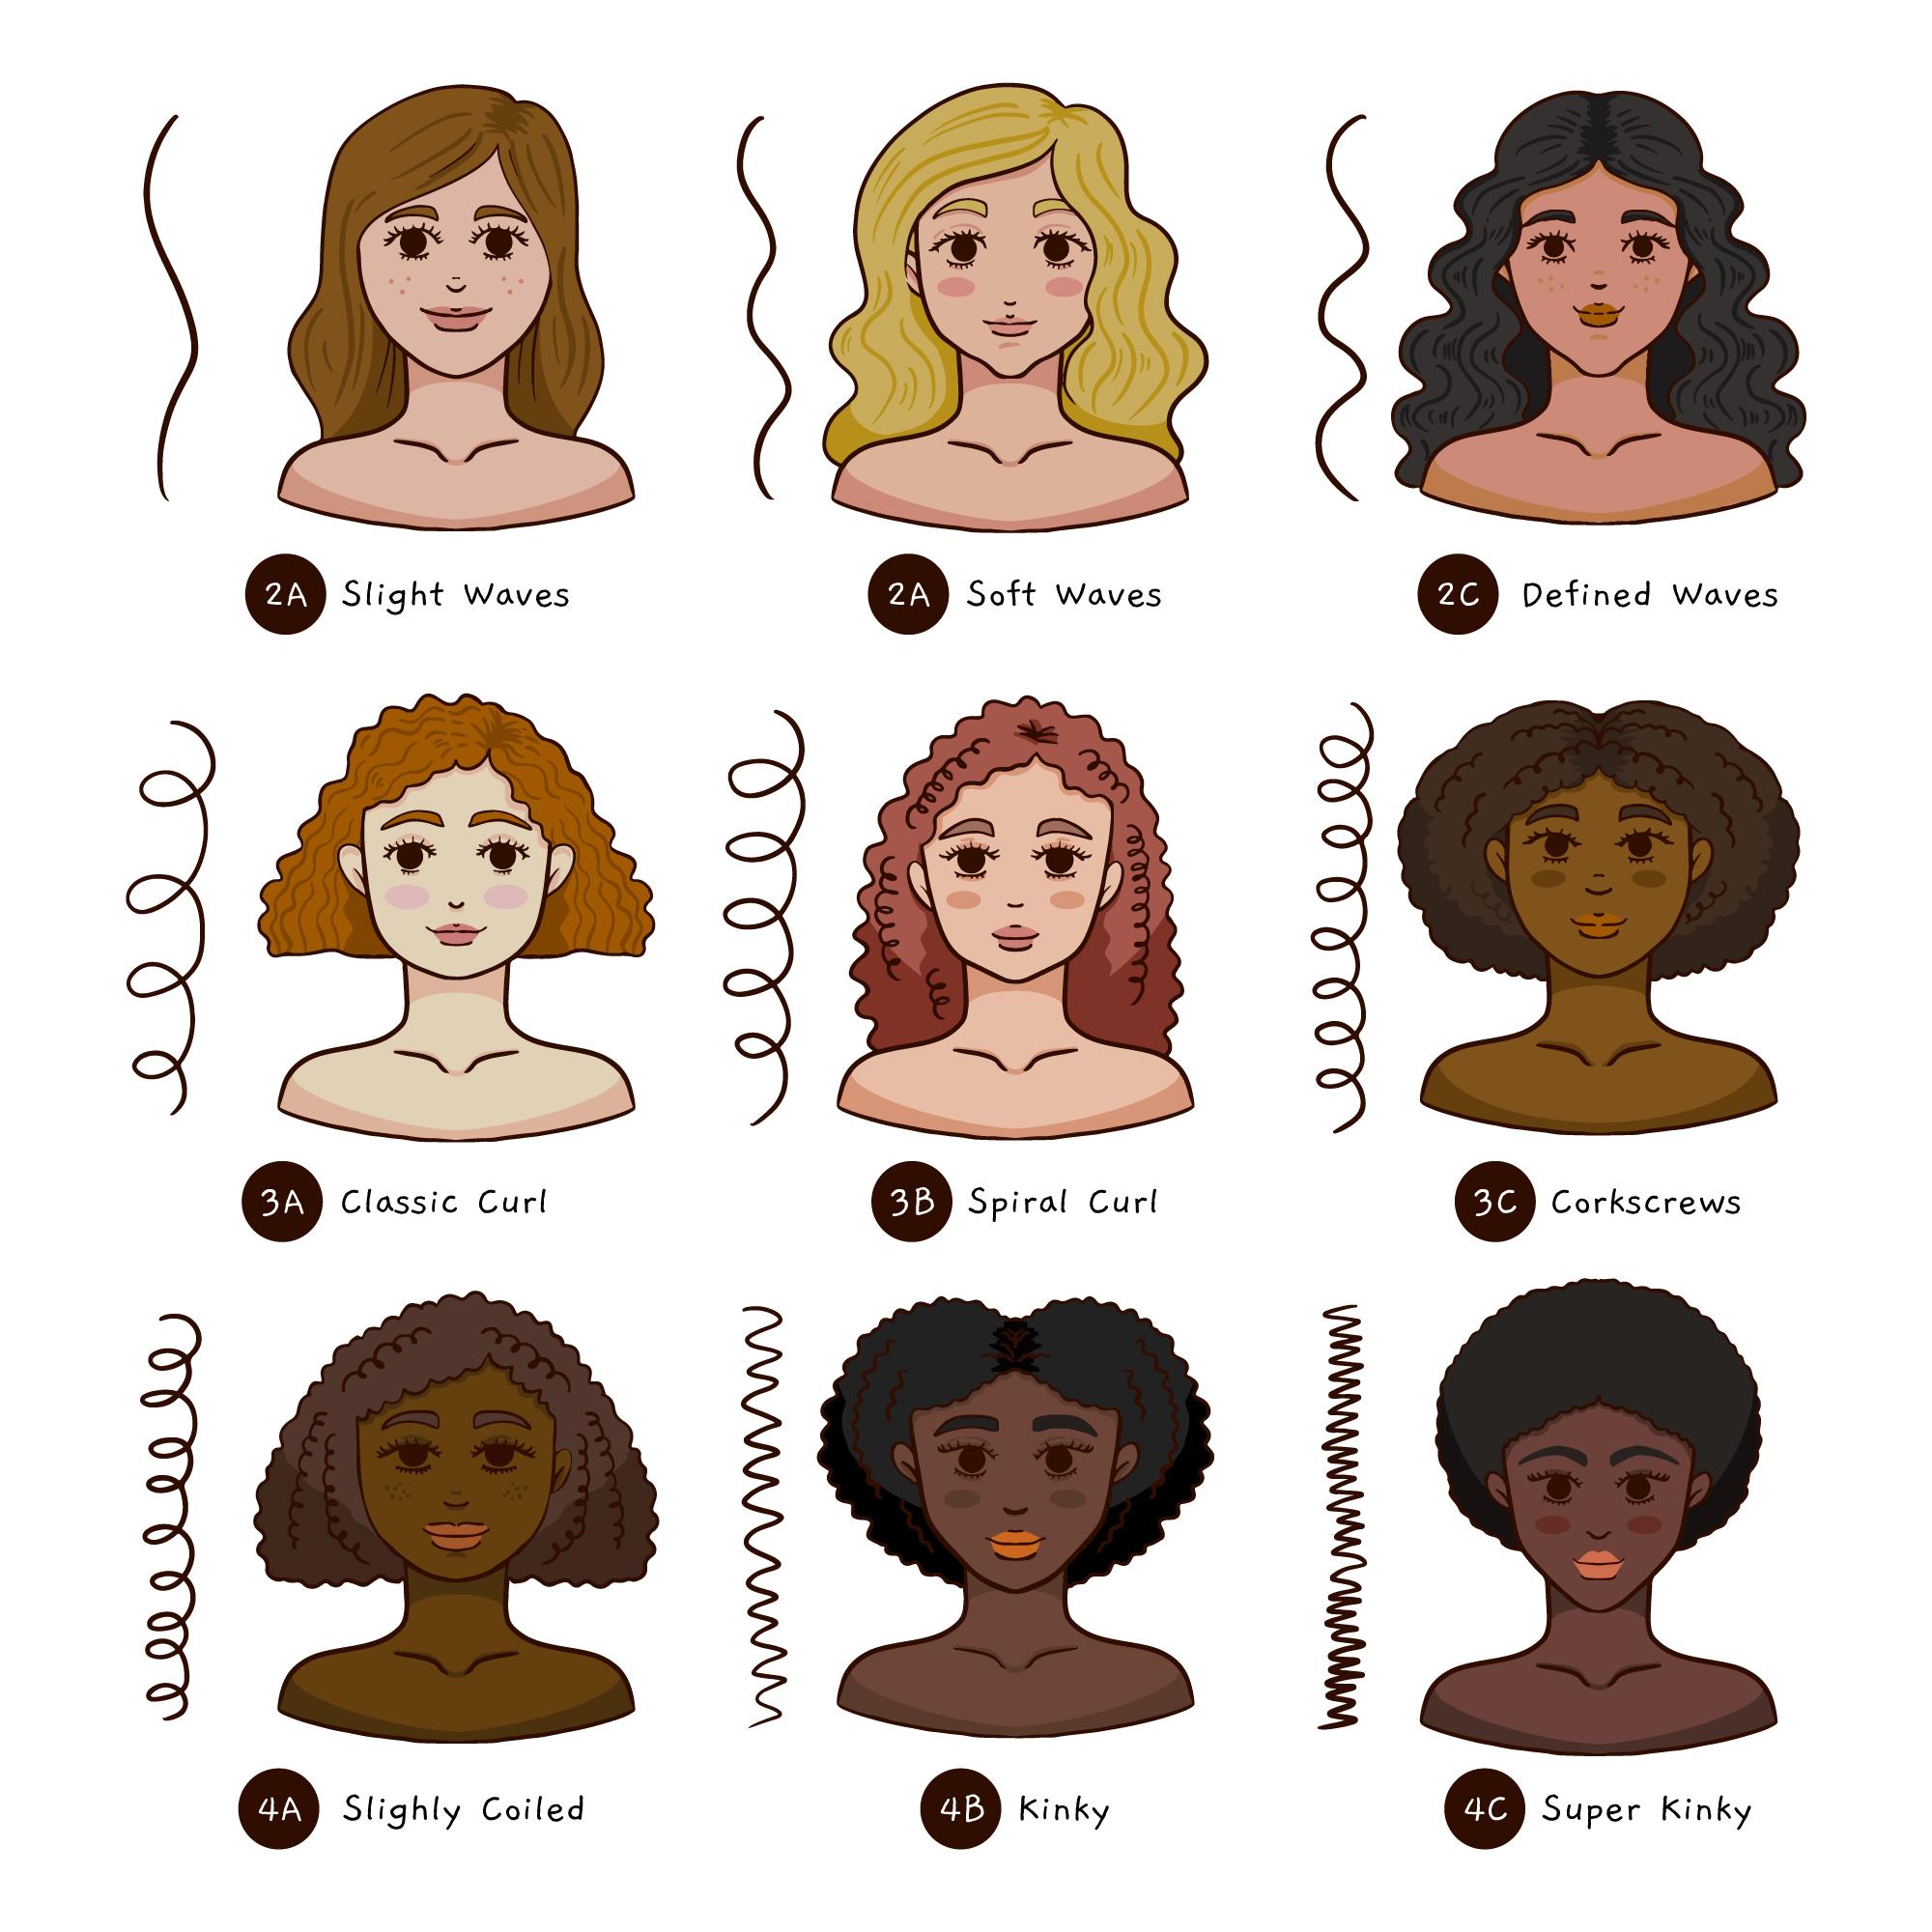 2A Slight Waves
2A Soft Waves
2C Defined Waves
3A Classic Curl
3B Spiral Curl
3C Corkscrews
4A Slighly Coiled
4B Kinky
4C Super Kinky